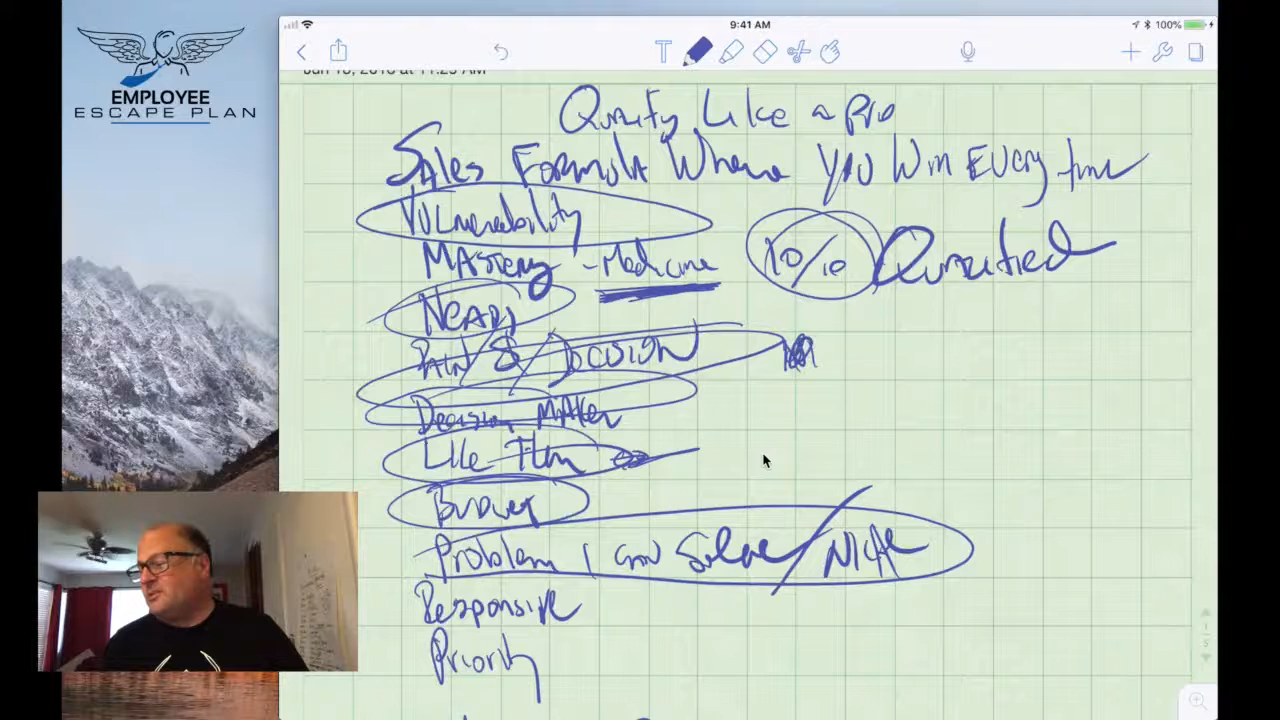 9:41 AM
100%
EMPLOYEE
ESCAPE PLAN
T
Qualify Like a Pro
Sales Formula Where You Win Every time
Vulnerability
Mastery - Medicine
10/10 Qualified
Needs
Pain & / Decision
Decision Maker
Like Them
Budget
Problem I can Solve / Niche
Responsive
Priority